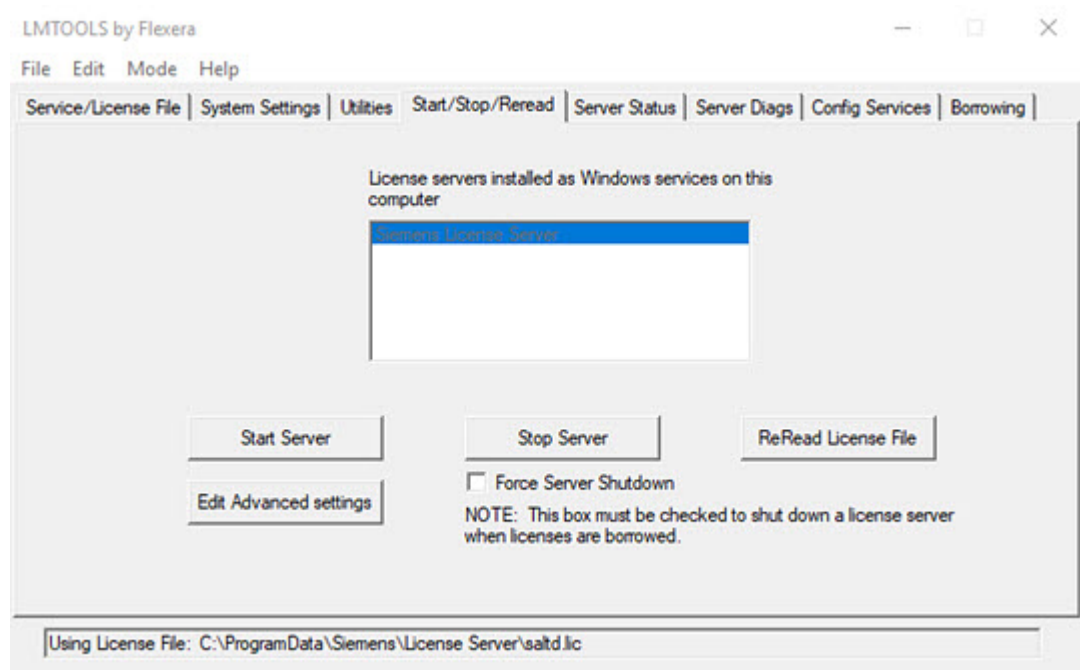 LMTOOLS by Flexera
File Edit Mode Help
Service/License File System Settings Utilities Start/Stop/Reread Server Status Server Diags Config Services Borrowing
License servers installed as Windows services on this
computer
Siemens License Server
Start Server Stop Server ReRead License File
Force Server Shutdown
Edit Advanced settings
NOTE: This box must be checked to shut down a license server
when licenses are borrowed.
Using License File: C:\ProgramData\Siemens\License Server\saltd.lic